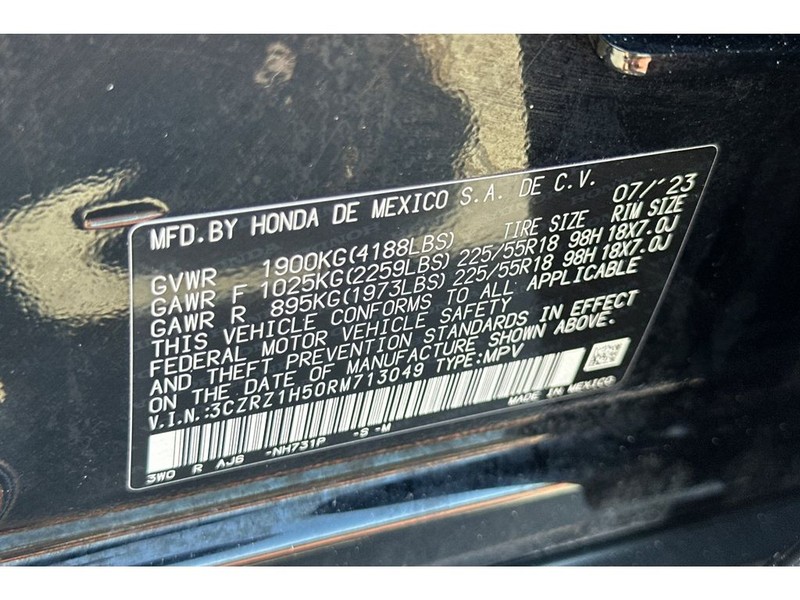 MFD.BY HONDA DE MEXICO S.A. DE C.V. 07/'23
GVWR 1900KG(4188LBS) TIRE SIZE RIM SIZE
GAWR F 1025KG(2259LBS) 225/55R18 98H 18X7.0J
GAWR R 895KG(1973LBS) 225/55R18 98H 18X7.0J
THIS VEHICLE CONFORMS TO ALL APPLICABLE
FEDERAL MOTOR VEHICLE SAFETY
AND THEFT PREVENTION STANDARDS IN EFFECT
ON THE DATE OF MANUFACTURE SHOWN ABOVE.
V.I.N.:3CZRZ1H50RM713049 TYPE:MPV
MADE IN MEXICO
3W0 R AJ6 -NH731P -S -M